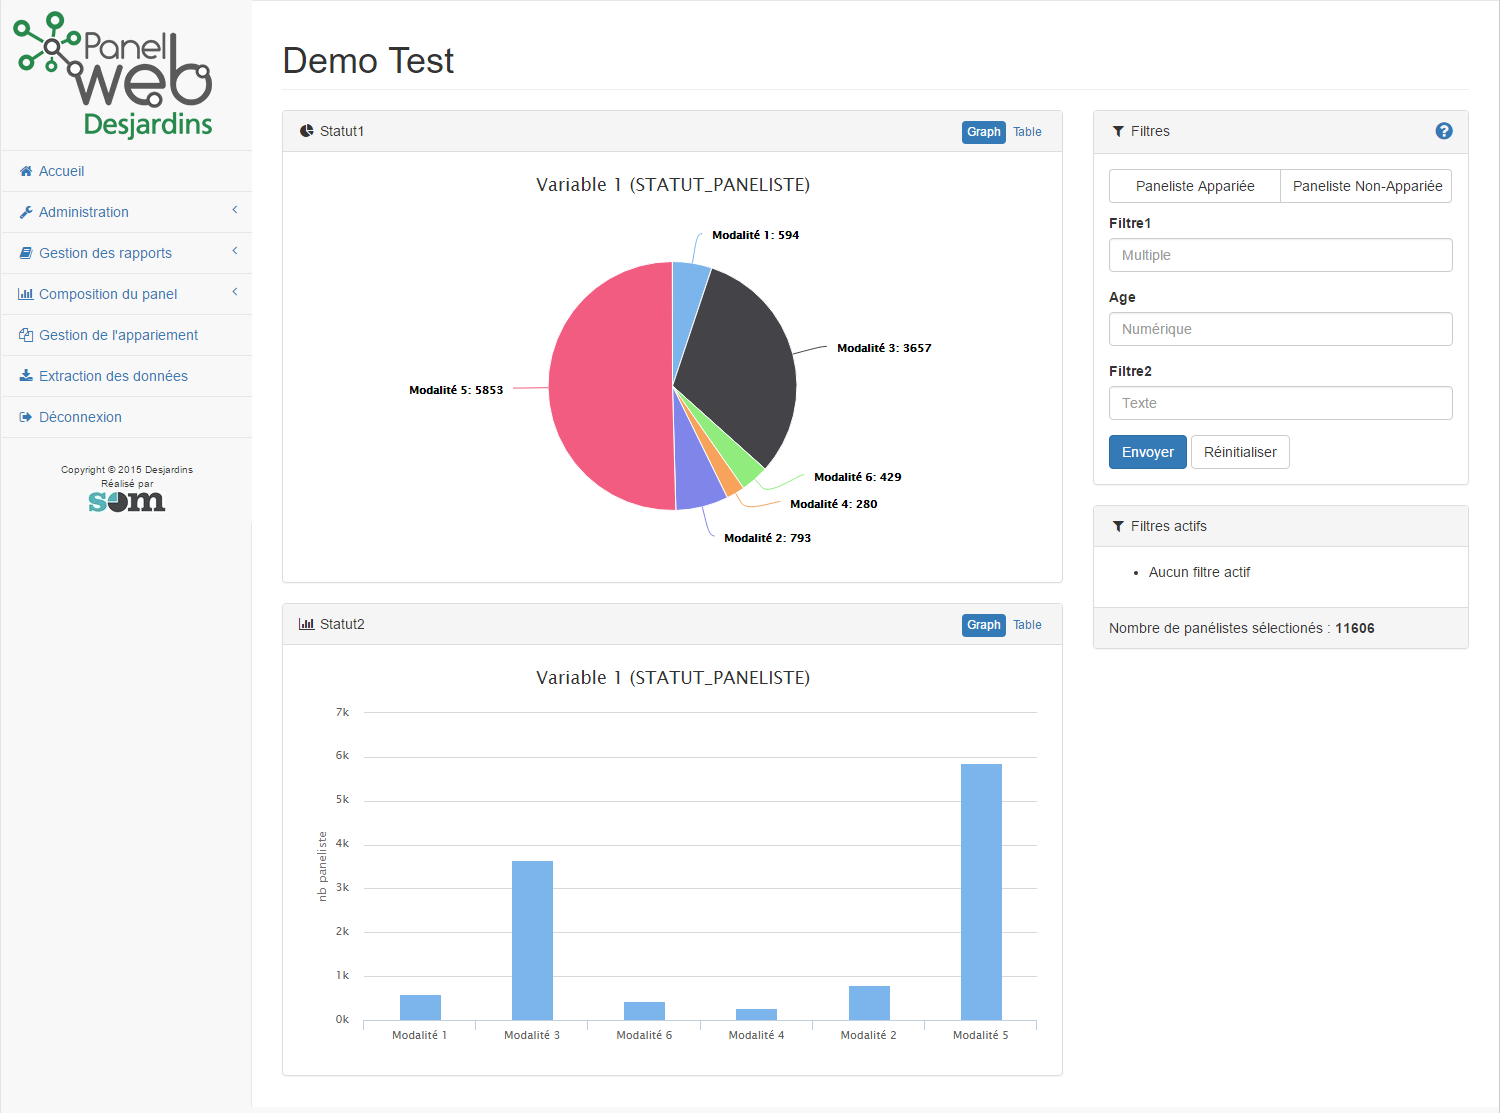 Panel
web
Desjardins
Accueil
Administration
Gestion des rapports
Composition du panel
Gestion de l'appariement
Extraction des données
Déconnexion
Copyright © 2015 Desjardins
Réalisé par
som
Demo Test
Statut1
Graph Table
Variable 1 (STATUT_PANELISTE)
Modalité 1: 594
Modalité 3: 3657
Modalité 5: 5853
Modalité 6: 429
Modalité 4: 280
Modalité 2: 793
Statut2
Graph Table
Variable 1 (STATUT_PANELISTE)
7k
6k
5k
4k
3k
2k
1k
0k
nb paneliste
Modalité 1 Modalité 3 Modalité 6 Modalité 4 Modalité 2 Modalité 5
Filtres
?
Paneliste Appariée Paneliste Non-Appariée
Filtre1
Multiple
Age
Numérique
Filtre2
Texte
Envoyer Réinitialiser
Filtres actifs
• Aucun filtre actif
Nombre de panélistes sélectionés : 11606